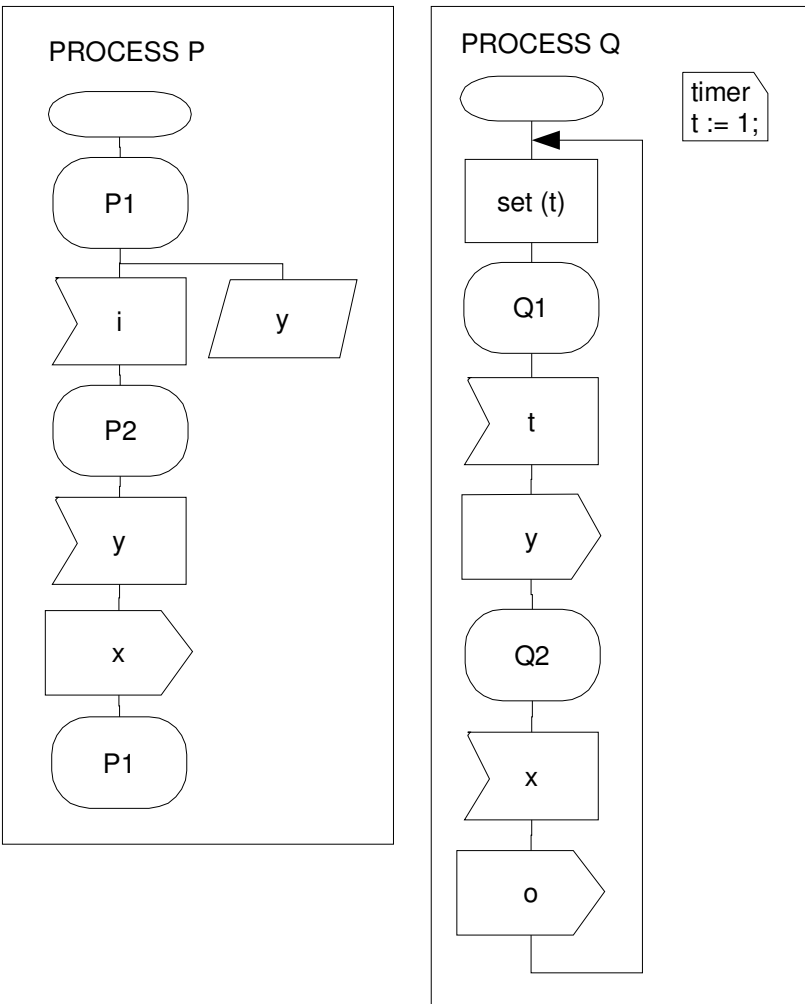 PROCESS P
P1
i
y
P2
y
x
P1
PROCESS Q
timer
t := 1;
set (t)
Q1
t
y
Q2
x
o